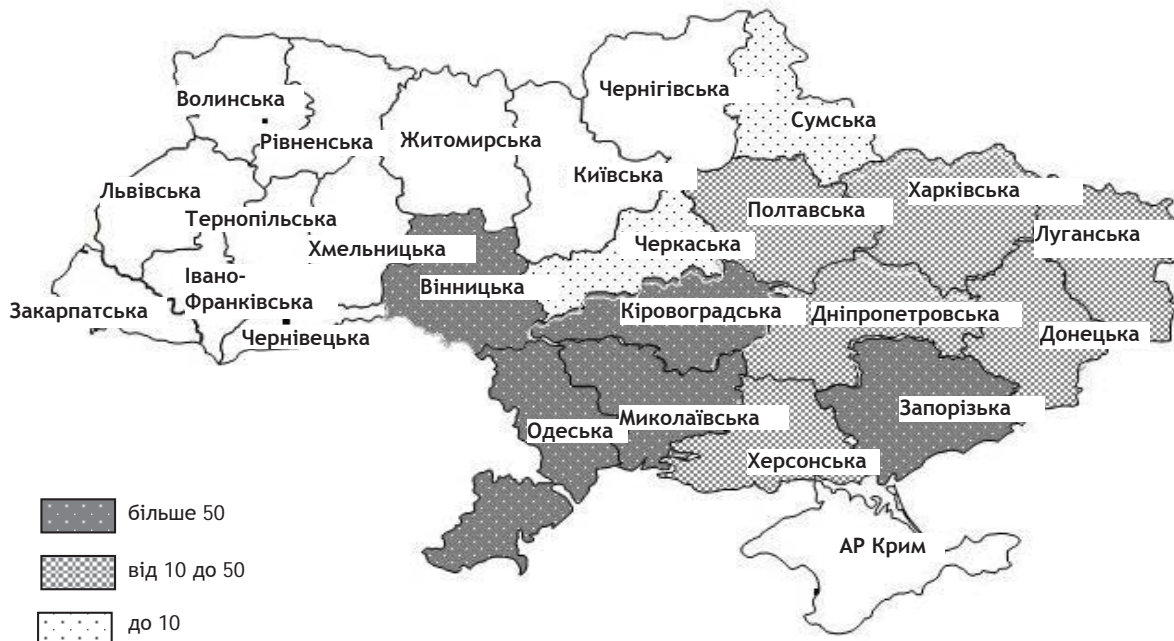 Чернігівська
Волинська
Сумська
Рівненська
Житомирська
Київська
Львівська
Харківська
Полтавська
Тернопільська
Луганська
Черкаська
Хмельницька
Івано-
Франківська
Вінницька
Закарпатська
Кіровоградська
Дніпропетровська
Донецька
Чернівецька
Запорізька
Миколаївська
Одеська
Херсонська
більше 50
АР Крим
від 10 до 50
до 10